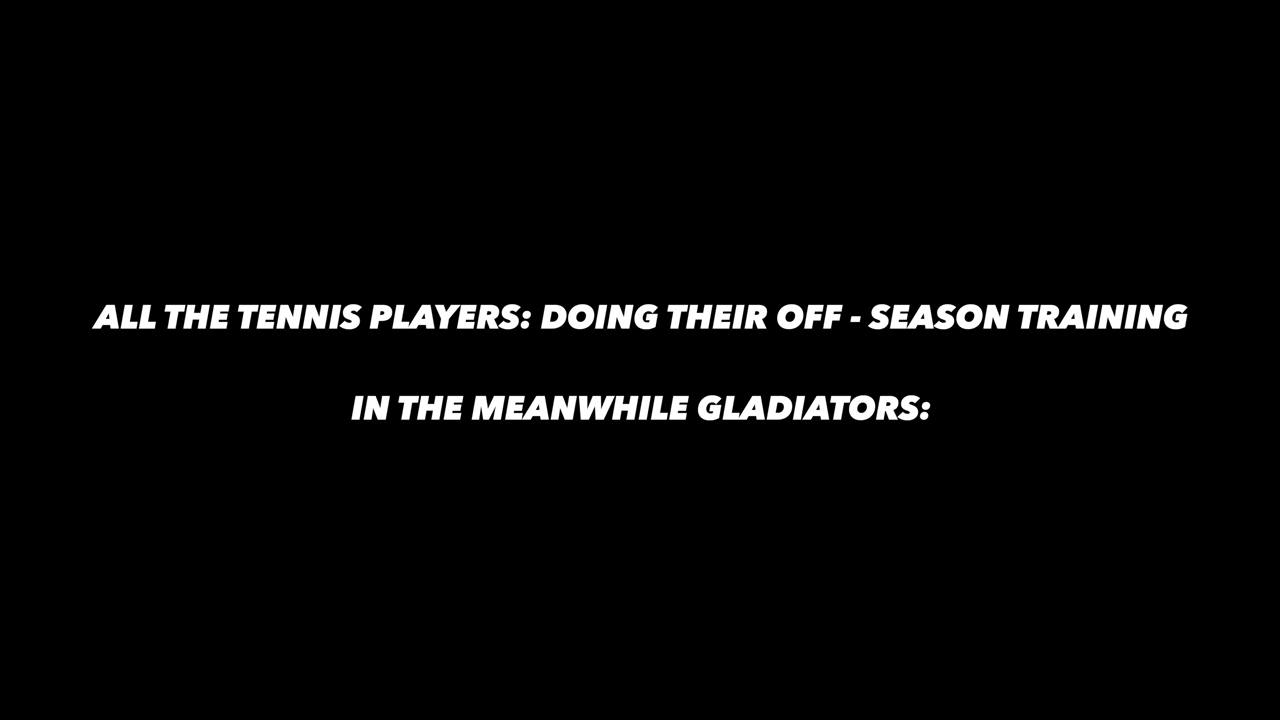 ALL THE TENNIS PLAYERS: DOING THEIR OFF - SEASON TRAINING
IN THE MEANWHILE GLADIATORS: